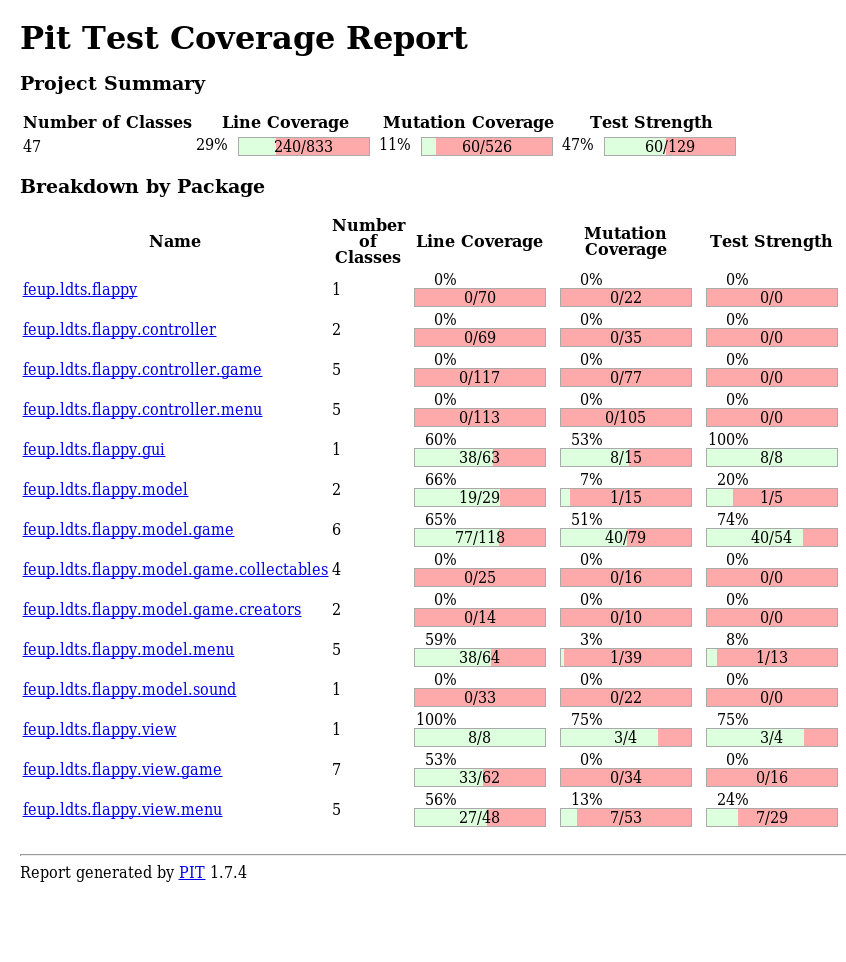 Pit Test Coverage Report
Project Summary
Number of Classes Line Coverage Mutation Coverage Test Strength
47 29% 240/833 11% 60/526 47% 60/129
Breakdown by Package
Name Number of Classes Line Coverage Mutation Coverage Test Strength
feup.ldts.flappy 1 0% 0/70 0% 0/22 0% 0/0
feup.ldts.flappy.controller 2 0% 0/69 0% 0/35 0% 0/0
feup.ldts.flappy.controller.game 5 0% 0/117 0% 0/77 0% 0/0
feup.ldts.flappy.controller.menu 5 0% 0/113 0% 0/105 0% 0/0
feup.ldts.flappy.gui 1 60% 38/63 53% 8/15 100% 8/8
feup.ldts.flappy.model 2 66% 19/29 7% 1/15 20% 1/5
feup.ldts.flappy.model.game 6 65% 77/118 51% 40/79 74% 40/54
feup.ldts.flappy.model.game.collectables 4 0% 0/25 0% 0/16 0% 0/0
feup.ldts.flappy.model.game.creators 2 0% 0/14 0% 0/10 0% 0/0
feup.ldts.flappy.model.menu 5 59% 38/64 3% 1/39 8% 1/13
feup.ldts.flappy.model.sound 1 0% 0/33 0% 0/22 0% 0/0
feup.ldts.flappy.view 1 100% 8/8 75% 3/4 75% 3/4
feup.ldts.flappy.view.game 7 53% 33/62 0% 0/34 0% 0/16
feup.ldts.flappy.view.menu 5 56% 27/48 13% 7/53 24% 7/29
Report generated by PIT 1.7.4